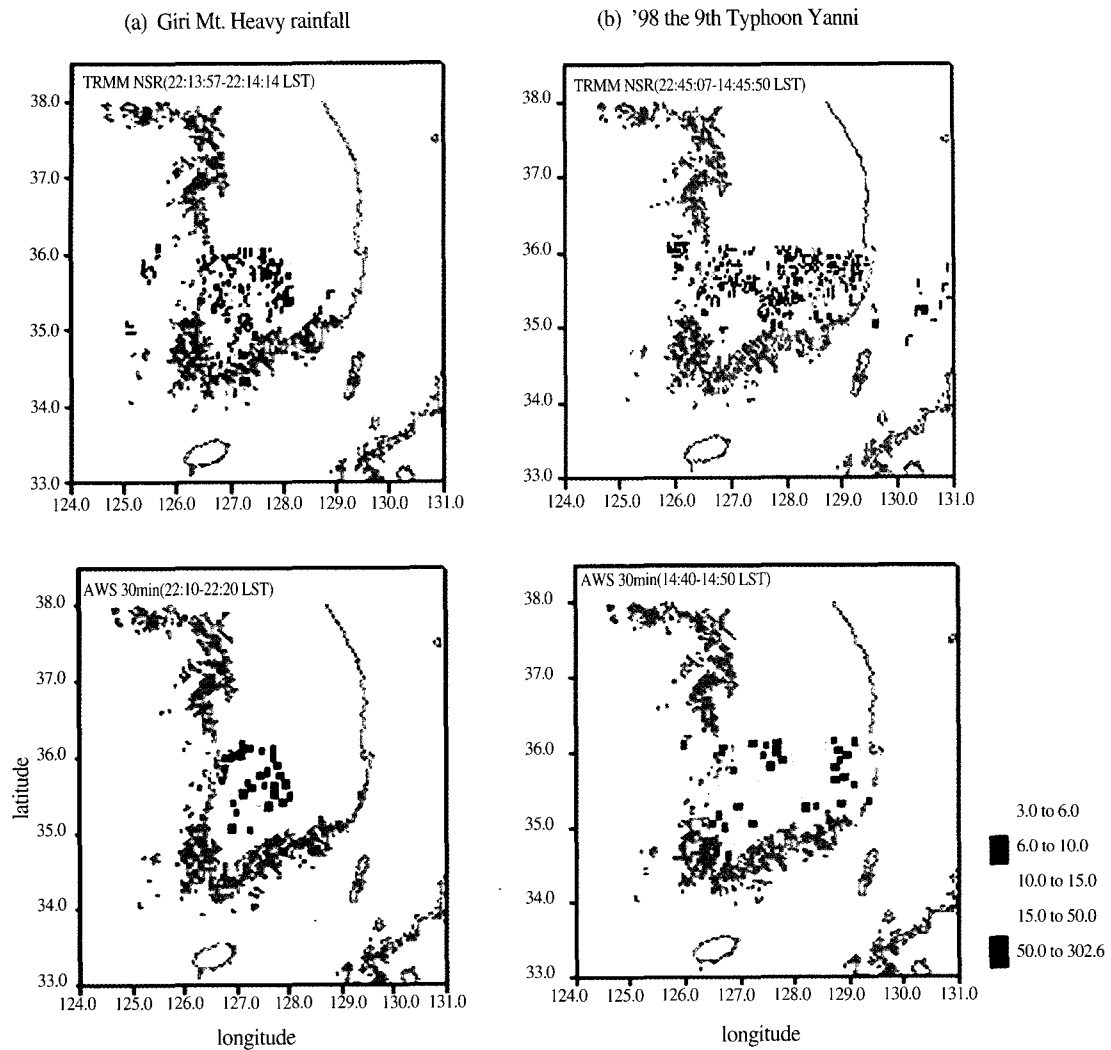 (a) Giri Mt. Heavy rainfall
(b) '98 the 9th Typhoon Yanni
TRMM NSR(22:13:57-22:14:14 LST)
38.0
37.0
36.0
35.0
34.0
33.0
124.0 125.0 126.0 127.0 128.0 129.0 130.0 131.0
TRMM NSR(22:45:07-14:45:50 LST)
38.0
37.0
36.0
35.0
34.0
33.0
124.0 125.0 126.0 127.0 128.0 129.0 130.0 131.0
AWS 30min(22:10-22:20 LST)
38.0
37.0
36.0
35.0
34.0
33.0
latitude
124.0 125.0 126.0 127.0 128.0 129.0 130.0 131.0
longitude
AWS 30min(14:40-14:50 LST)
38.0
37.0
36.0
35.0
34.0
33.0
124.0 125.0 126.0 127.0 128.0 129.0 130.0 131.0
longitude
3.0 to 6.0
6.0 to 10.0
10.0 to 15.0
15.0 to 50.0
50.0 to 302.6